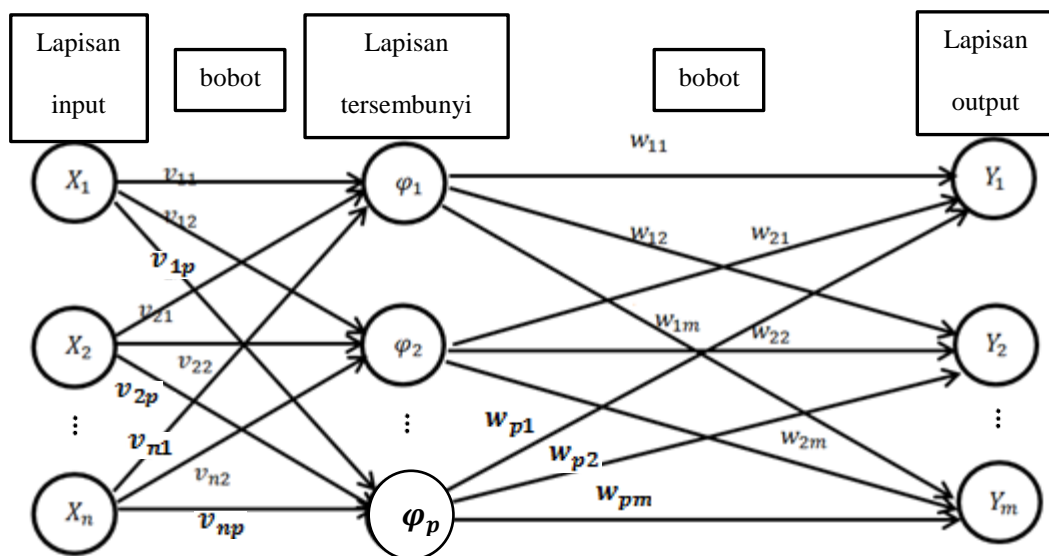 Lapisan
input
bobot
Lapisan
tersembunyi
bobot
Lapisan
output
X₁
v₁₁
v₁₂
v₁ₚ
φ₁
w₁₁
w₁₂
w₂₁
Y₁
X₂
v₂₁
v₂₂
v₂ₚ
φ₂
w₁ₘ
w₂₂
Y₂
⋮
⋮
⋮
vₙ₁
vₙ₂
vₙₚ
Xₙ
φₚ
wₚ₁
wₚ₂
w₂ₘ
wₚₘ
Yₘ